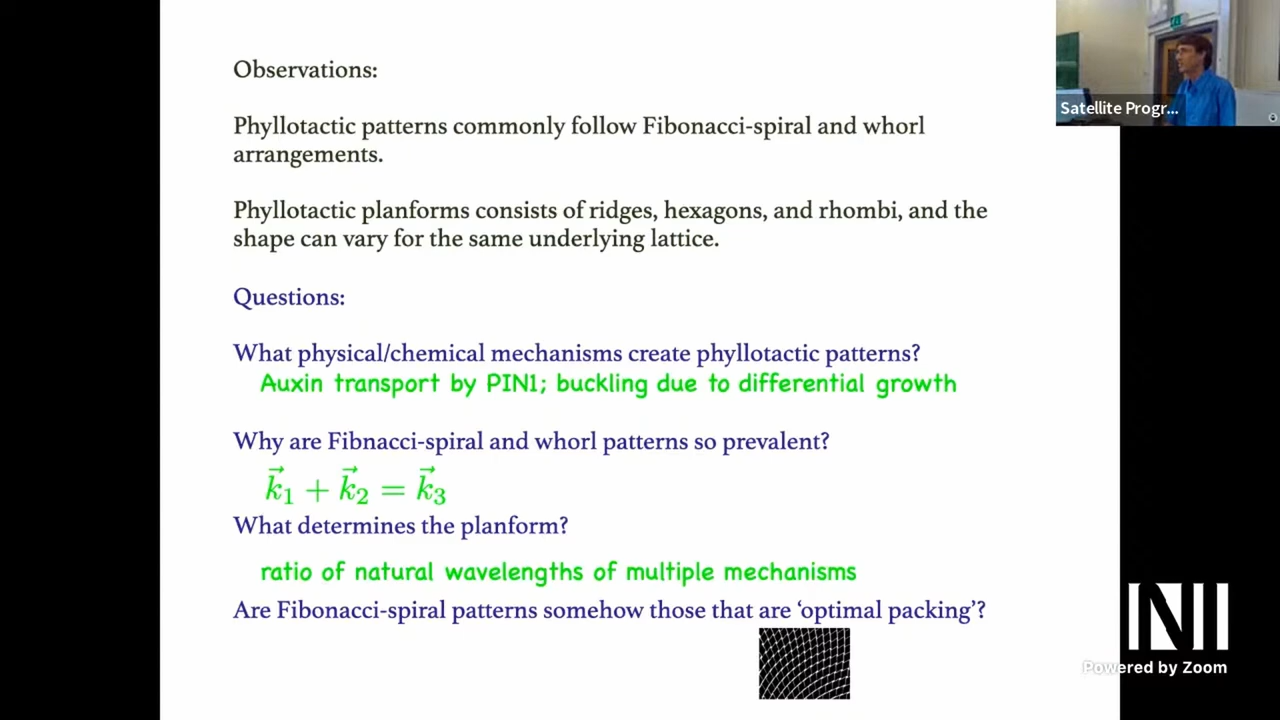 Observations:
Phyllotactic patterns commonly follow Fibonacci-spiral and whorl
arrangements.
Phyllotactic planforms consists of ridges, hexagons, and rhombi, and the
shape can vary for the same underlying lattice.
Questions:
What physical/chemical mechanisms create phyllotactic patterns?
Auxin transport by PIN1; buckling due to differential growth
Why are Fibnacci-spiral and whorl patterns so prevalent?
k⃗₁ + k⃗₂ = k⃗₃
What determines the planform?
ratio of natural wavelengths of multiple mechanisms
Are Fibonacci-spiral patterns somehow those that are ‘optimal packing’?
Satellite Progr...
Powered by Zoom